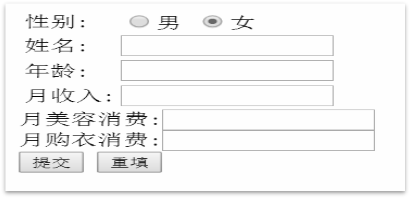 性别： 男 女
姓名：
年龄：
月收入：
月美容消费：
月购衣消费：
提交 重填